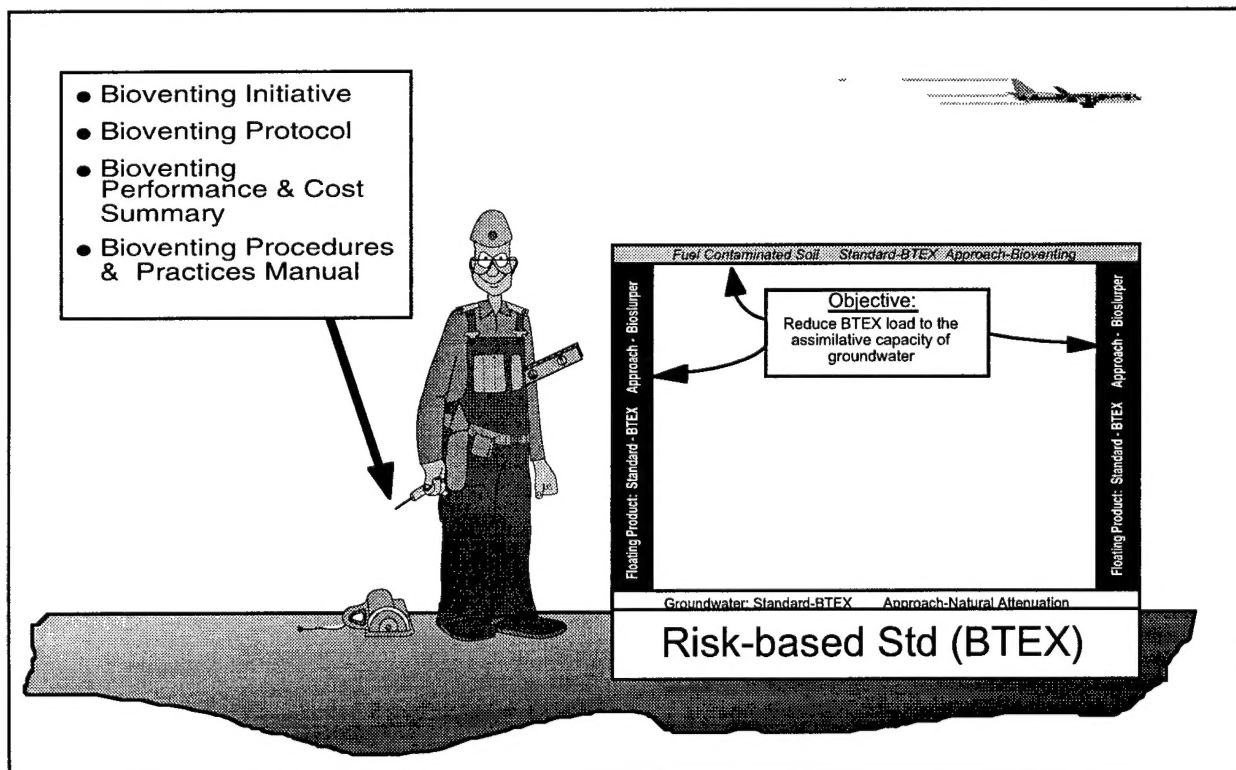 ● Bioventing Initiative
● Bioventing Protocol
● Bioventing
Performance & Cost
Summary
● Bioventing Procedures
& Practices Manual
Fuel Contaminated Soil Standard-BTEX Approach-Bioventing
Floating Product: Standard - BTEX Approach - Bioslurper
Objective:
Reduce BTEX load to the
assimilative capacity of
groundwater
Floating Product: Standard - BTEX Approach - Bioslurper
Groundwater: Standard-BTEX Approach-Natural Attenuation
Risk-based Std (BTEX)